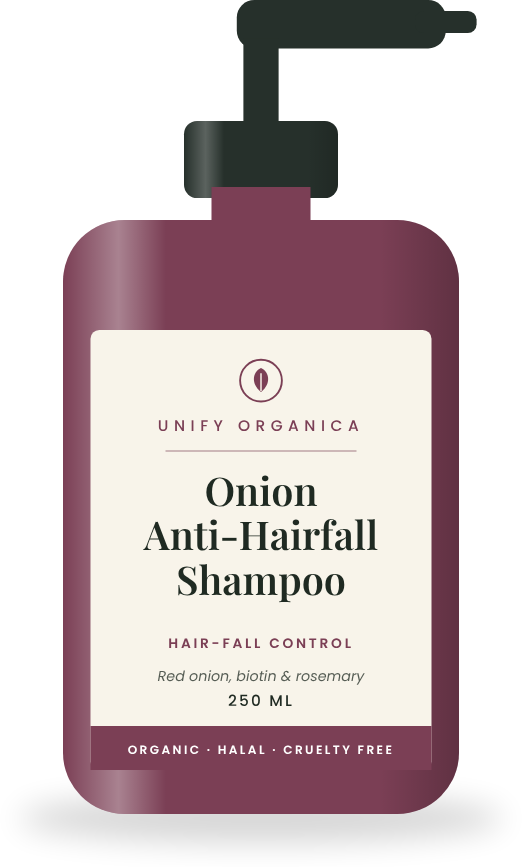 UNIFY ORGANICA
Onion
Anti-Hairfall
Shampoo
HAIR-FALL CONTROL
Red onion, biotin & rosemary
250 ML
ORGANIC · HALAL · CRUELTY FREE